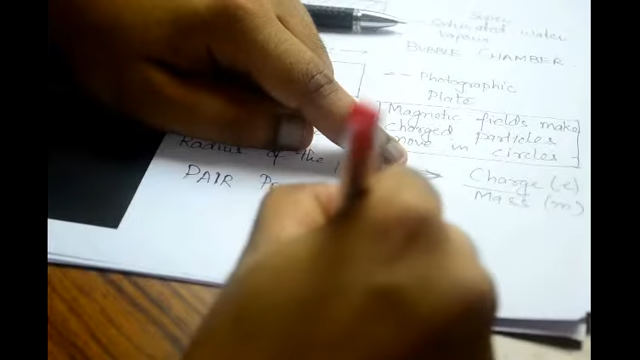 Super
saturated water
vapour
BUBBLE CHAMBER
Photographic
Plate
Magnetic fields make
charged particles
move in circles
Radius of the
Charge (e)
Mass (m)
PAIR